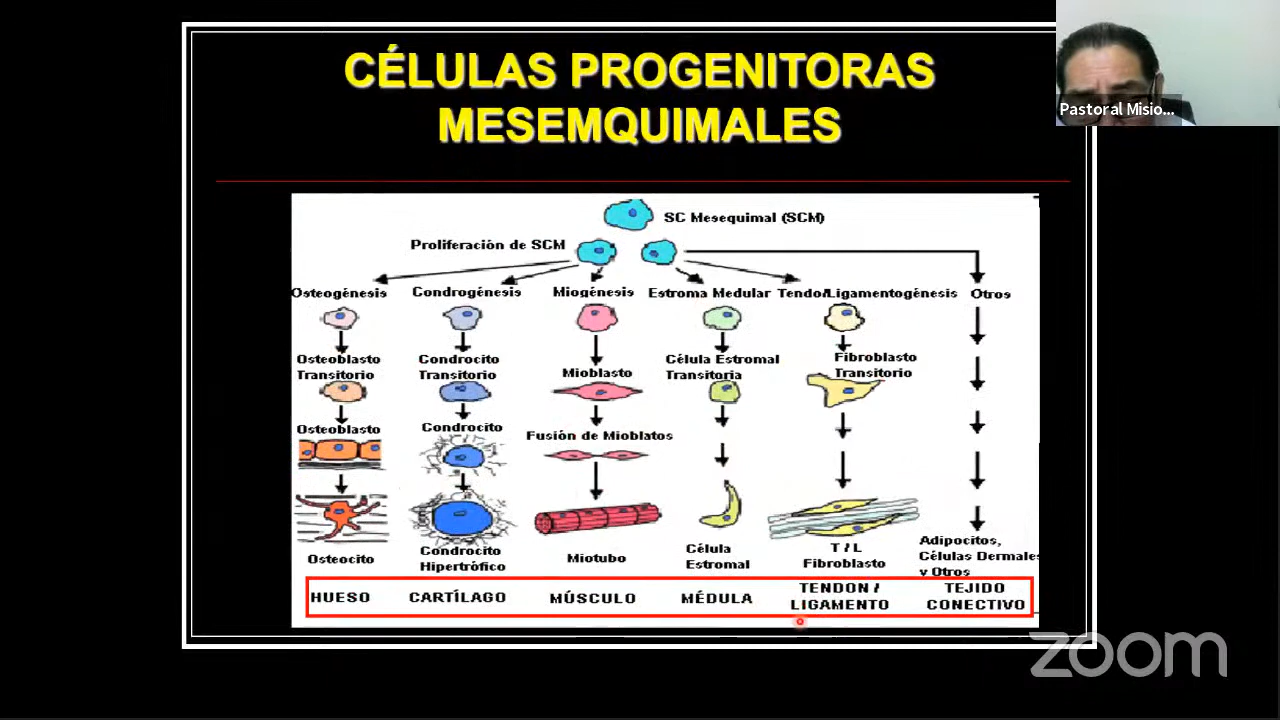 CÉLULAS PROGENITORAS
MESEMQUIMALES
Pastoral Misio...
SC Mesequimal (SCM)
Proliferación de SCM
Osteogénesis
Condrogénesis
Miogénesis
Estroma Medular
Tendo/Ligamentogénesis
Otros
Osteoblasto
Transitorio
Condrocito
Transitorio
Mioblasto
Célula Estromal
Transitoria
Fibroblasto
Transitorio
Osteoblasto
Condrocito
Fusión de Mioblatos
Osteocito
Condrocito
Hipertrófico
Miotubo
Célula
Estromal
T / L
Fibroblasto
Adipocitos,
Células Dermales
y Otros
HUESO
CARTÍLAGO
MÚSCULO
MÉDULA
TENDON /
LIGAMENTO
TEJIDO
CONECTIVO
zoom